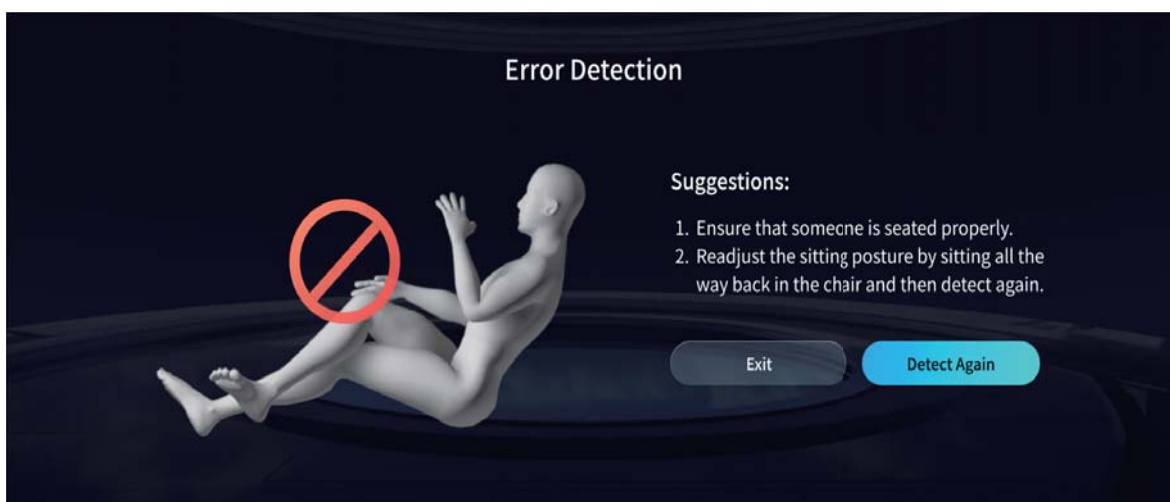 Error Detection
Suggestions:
1. Ensure that someone is seated properly.
2. Readjust the sitting posture by sitting all the
way back in the chair and then detect again.
Exit
Detect Again